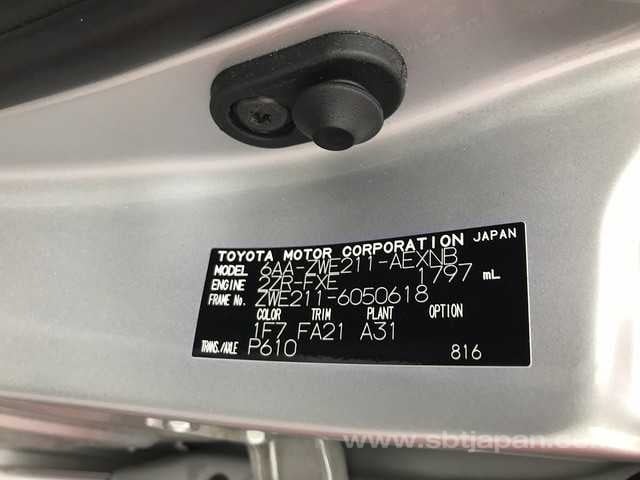 TOYOTA MOTOR CORPORATION JAPAN
MODEL 6AA-ZWE211-AEXNB
ENGINE 2ZR-FXE 1797 mL
FRAME No. ZWE211-6050618
COLOR TRIM PLANT OPTION
1F7 FA21 A31
TRANS./AXLE P610 816
www.sbtjapan.com